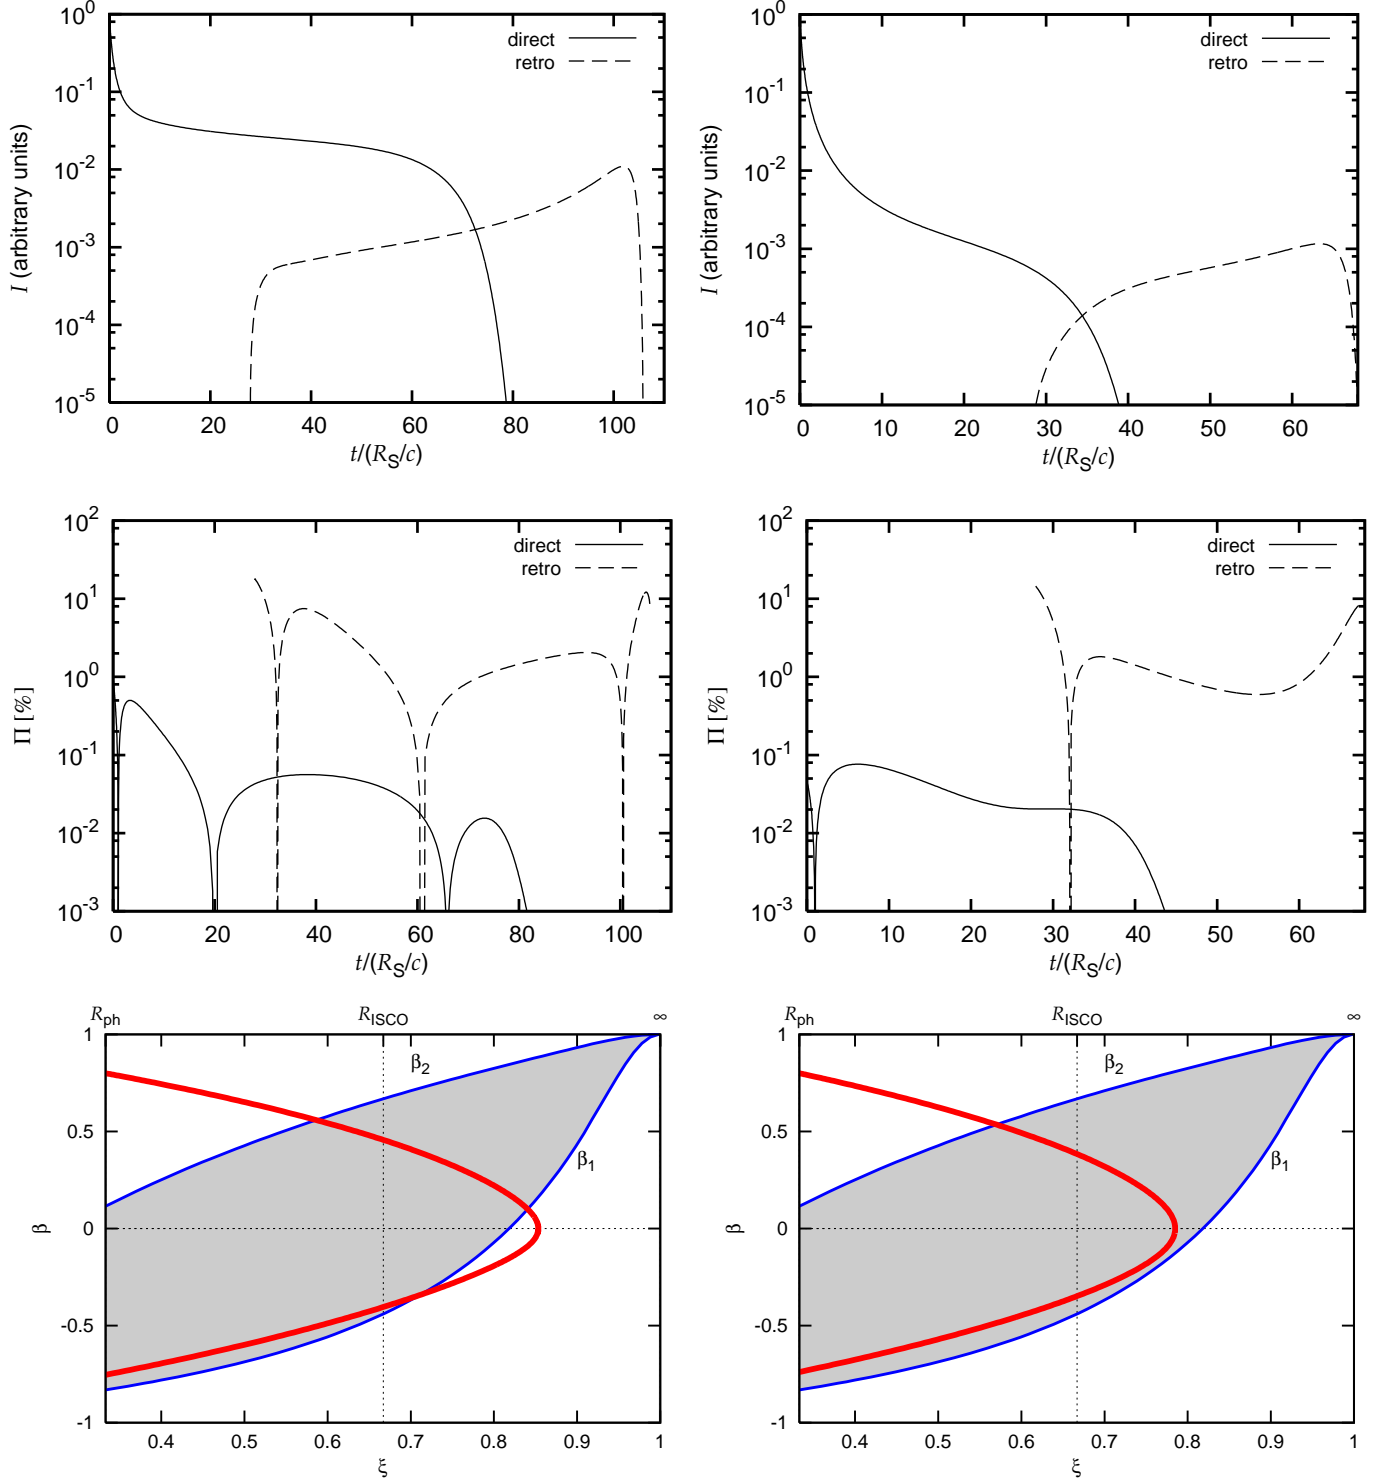 10^0
10^-1
10^-2
10^-3
10^-4
10^-5
I (arbitrary units)
direct
retro
0 20 40 60 80 100
t/(R_S/c)
10^0
10^-1
10^-2
10^-3
10^-4
10^-5
I (arbitrary units)
direct
retro
0 10 20 30 40 50 60
t/(R_S/c)
10^2
10^1
10^0
10^-1
10^-2
10^-3
Π [%]
direct
retro
0 20 40 60 80 100
t/(R_S/c)
10^2
10^1
10^0
10^-1
10^-2
10^-3
Π [%]
direct
retro
0 10 20 30 40 50 60
t/(R_S/c)
R_ph R_ISCO ∞
1
0.5
0
-0.5
-1
β
β_2
β_1
0.4 0.5 0.6 0.7 0.8 0.9 1
ξ
R_ph R_ISCO ∞
1
0.5
0
-0.5
-1
β
β_2
β_1
0.4 0.5 0.6 0.7 0.8 0.9 1
ξ